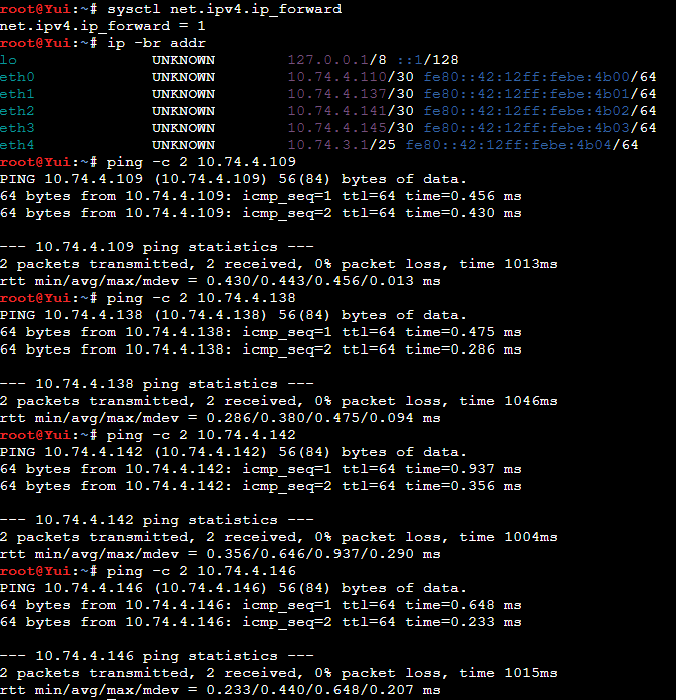 root@Yui:~# sysctl net.ipv4.ip_forward
net.ipv4.ip_forward = 1
root@Yui:~# ip -br addr
lo UNKNOWN 127.0.0.1/8 ::1/128
eth0 UNKNOWN 10.74.4.110/30 fe80::42:12ff:febe:4b00/64
eth1 UNKNOWN 10.74.4.137/30 fe80::42:12ff:febe:4b01/64
eth2 UNKNOWN 10.74.4.141/30 fe80::42:12ff:febe:4b02/64
eth3 UNKNOWN 10.74.4.145/30 fe80::42:12ff:febe:4b03/64
eth4 UNKNOWN 10.74.3.1/25 fe80::42:12ff:febe:4b04/64
root@Yui:~# ping -c 2 10.74.4.109
PING 10.74.4.109 (10.74.4.109) 56(84) bytes of data.
64 bytes from 10.74.4.109: icmp_seq=1 ttl=64 time=0.456 ms
64 bytes from 10.74.4.109: icmp_seq=2 ttl=64 time=0.430 ms
--- 10.74.4.109 ping statistics ---
2 packets transmitted, 2 received, 0% packet loss, time 1013ms
rtt min/avg/max/mdev = 0.430/0.443/0.456/0.013 ms
root@Yui:~# ping -c 2 10.74.4.138
PING 10.74.4.138 (10.74.4.138) 56(84) bytes of data.
64 bytes from 10.74.4.138: icmp_seq=1 ttl=64 time=0.475 ms
64 bytes from 10.74.4.138: icmp_seq=2 ttl=64 time=0.286 ms
--- 10.74.4.138 ping statistics ---
2 packets transmitted, 2 received, 0% packet loss, time 1046ms
rtt min/avg/max/mdev = 0.286/0.380/0.475/0.094 ms
root@Yui:~# ping -c 2 10.74.4.142
PING 10.74.4.142 (10.74.4.142) 56(84) bytes of data.
64 bytes from 10.74.4.142: icmp_seq=1 ttl=64 time=0.937 ms
64 bytes from 10.74.4.142: icmp_seq=2 ttl=64 time=0.356 ms
--- 10.74.4.142 ping statistics ---
2 packets transmitted, 2 received, 0% packet loss, time 1004ms
rtt min/avg/max/mdev = 0.356/0.646/0.937/0.290 ms
root@Yui:~# ping -c 2 10.74.4.146
PING 10.74.4.146 (10.74.4.146) 56(84) bytes of data.
64 bytes from 10.74.4.146: icmp_seq=1 ttl=64 time=0.648 ms
64 bytes from 10.74.4.146: icmp_seq=2 ttl=64 time=0.233 ms
--- 10.74.4.146 ping statistics ---
2 packets transmitted, 2 received, 0% packet loss, time 1015ms
rtt min/avg/max/mdev = 0.233/0.440/0.648/0.207 ms